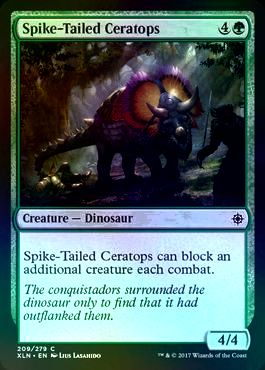 Spike-Tailed Ceratops 4
Creature — Dinosaur
Spike-Tailed Ceratops can block an
additional creature each combat.
The conquistadors surrounded the
dinosaur only to find that it had
outflanked them.
4/4
209/279 C
XLN • EN LIUS LASAHIDO
™ & © 2017 Wizards of the Coast